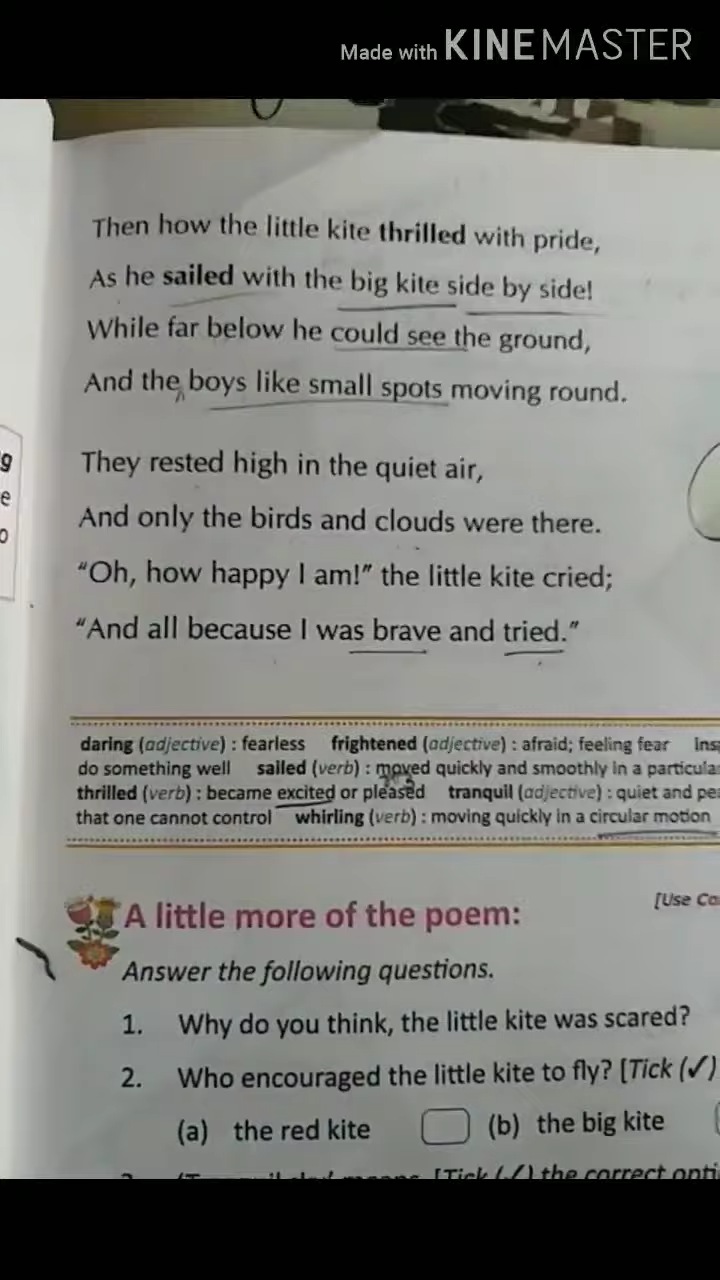 Made with KINEMASTER
Then how the little kite thrilled with pride,
As he sailed with the big kite side by side!
While far below he could see the ground,
And the boys like small spots moving round.
They rested high in the quiet air,
And only the birds and clouds were there.
“Oh, how happy I am!” the little kite cried;
“And all because I was brave and tried.”
daring (adjective) : fearless frightened (adjective) : afraid; feeling fear
do something well sailed (verb) : moved quickly and smoothly in a
thrilled (verb) : became excited or pleased tranquil (adjective) : quiet and
that one cannot control whirling (verb) : moving quickly in a circular motion
A little more of the poem:
[Use
Answer the following questions.
1. Why do you think, the little kite was scared?
2. Who encouraged the little kite to fly? [Tick (✓)
(a) the red kite (b) the big kite
means [Tick (✓) the correct